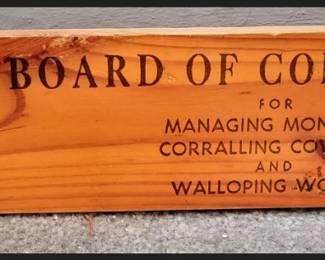 BOARD OF CO
FOR
MANAGING MON
CORRALLING CO
AND
WALLOPING WO